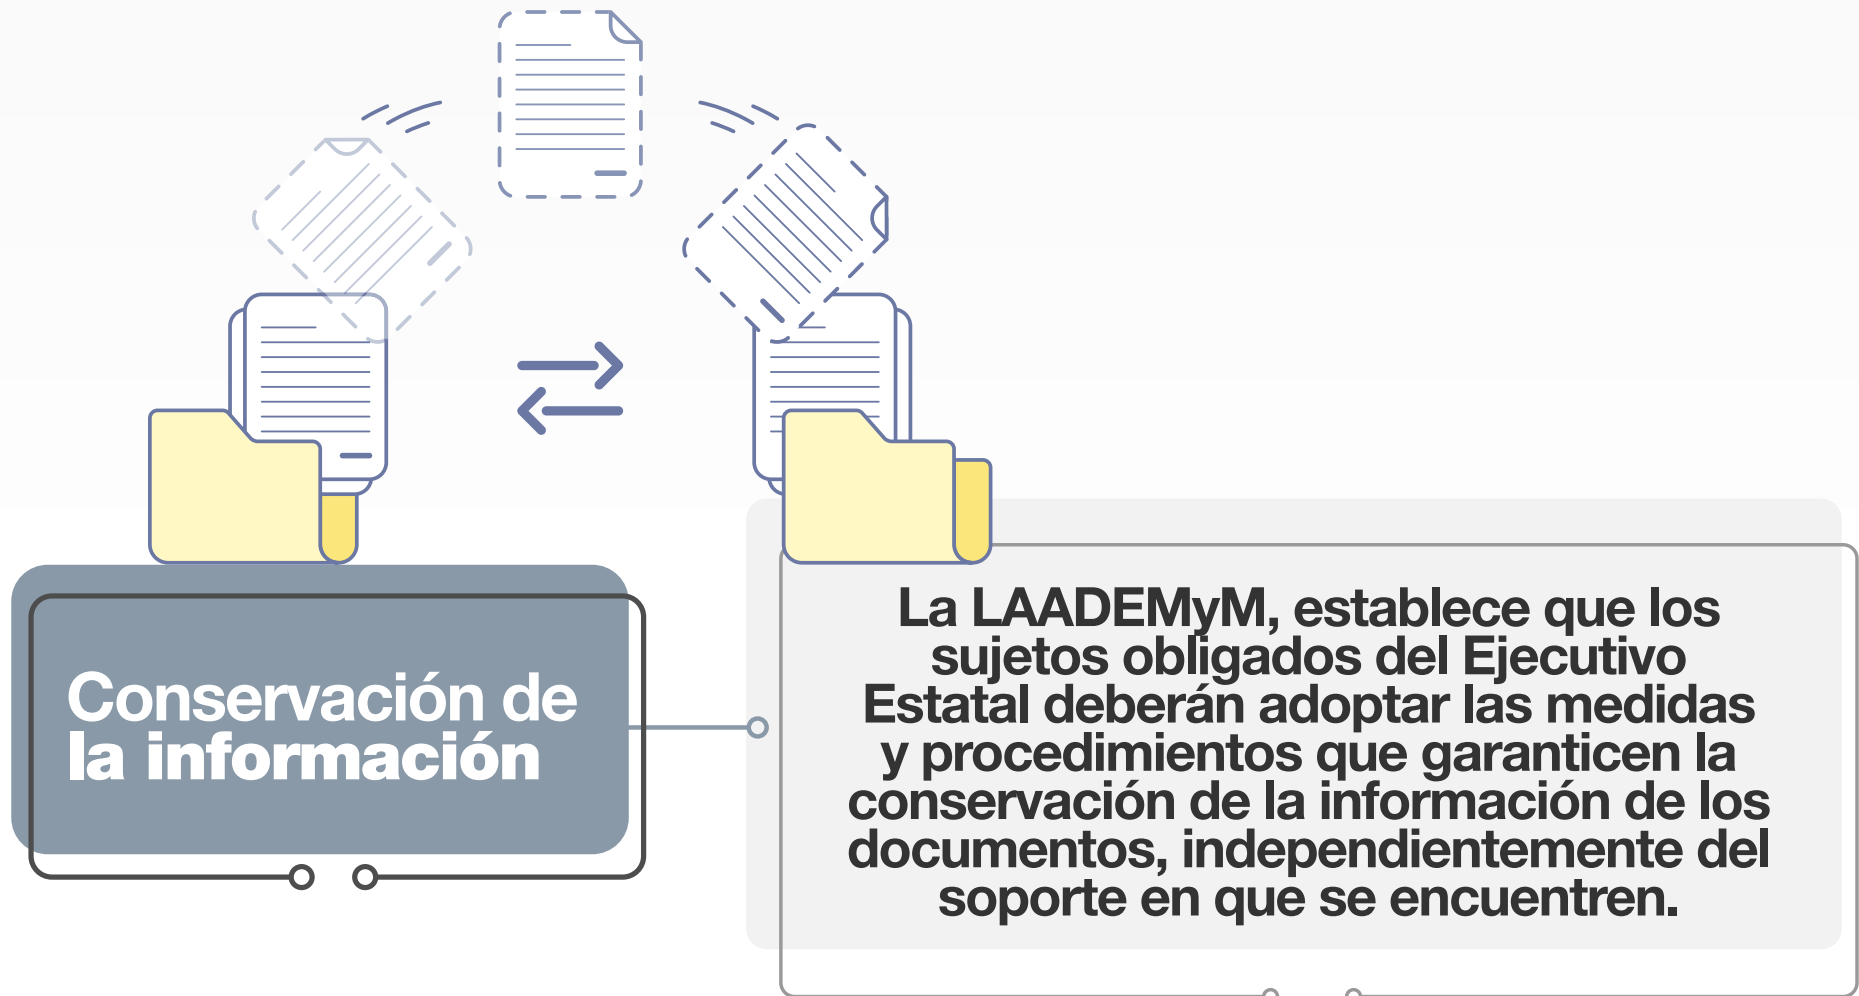 Conservación de
la información
La LAADEMyM, establece que los
sujetos obligados del Ejecutivo
Estatal deberán adoptar las medidas
y procedimientos que garanticen la
conservación de la información de los
documentos, independientemente del
soporte en que se encuentren.